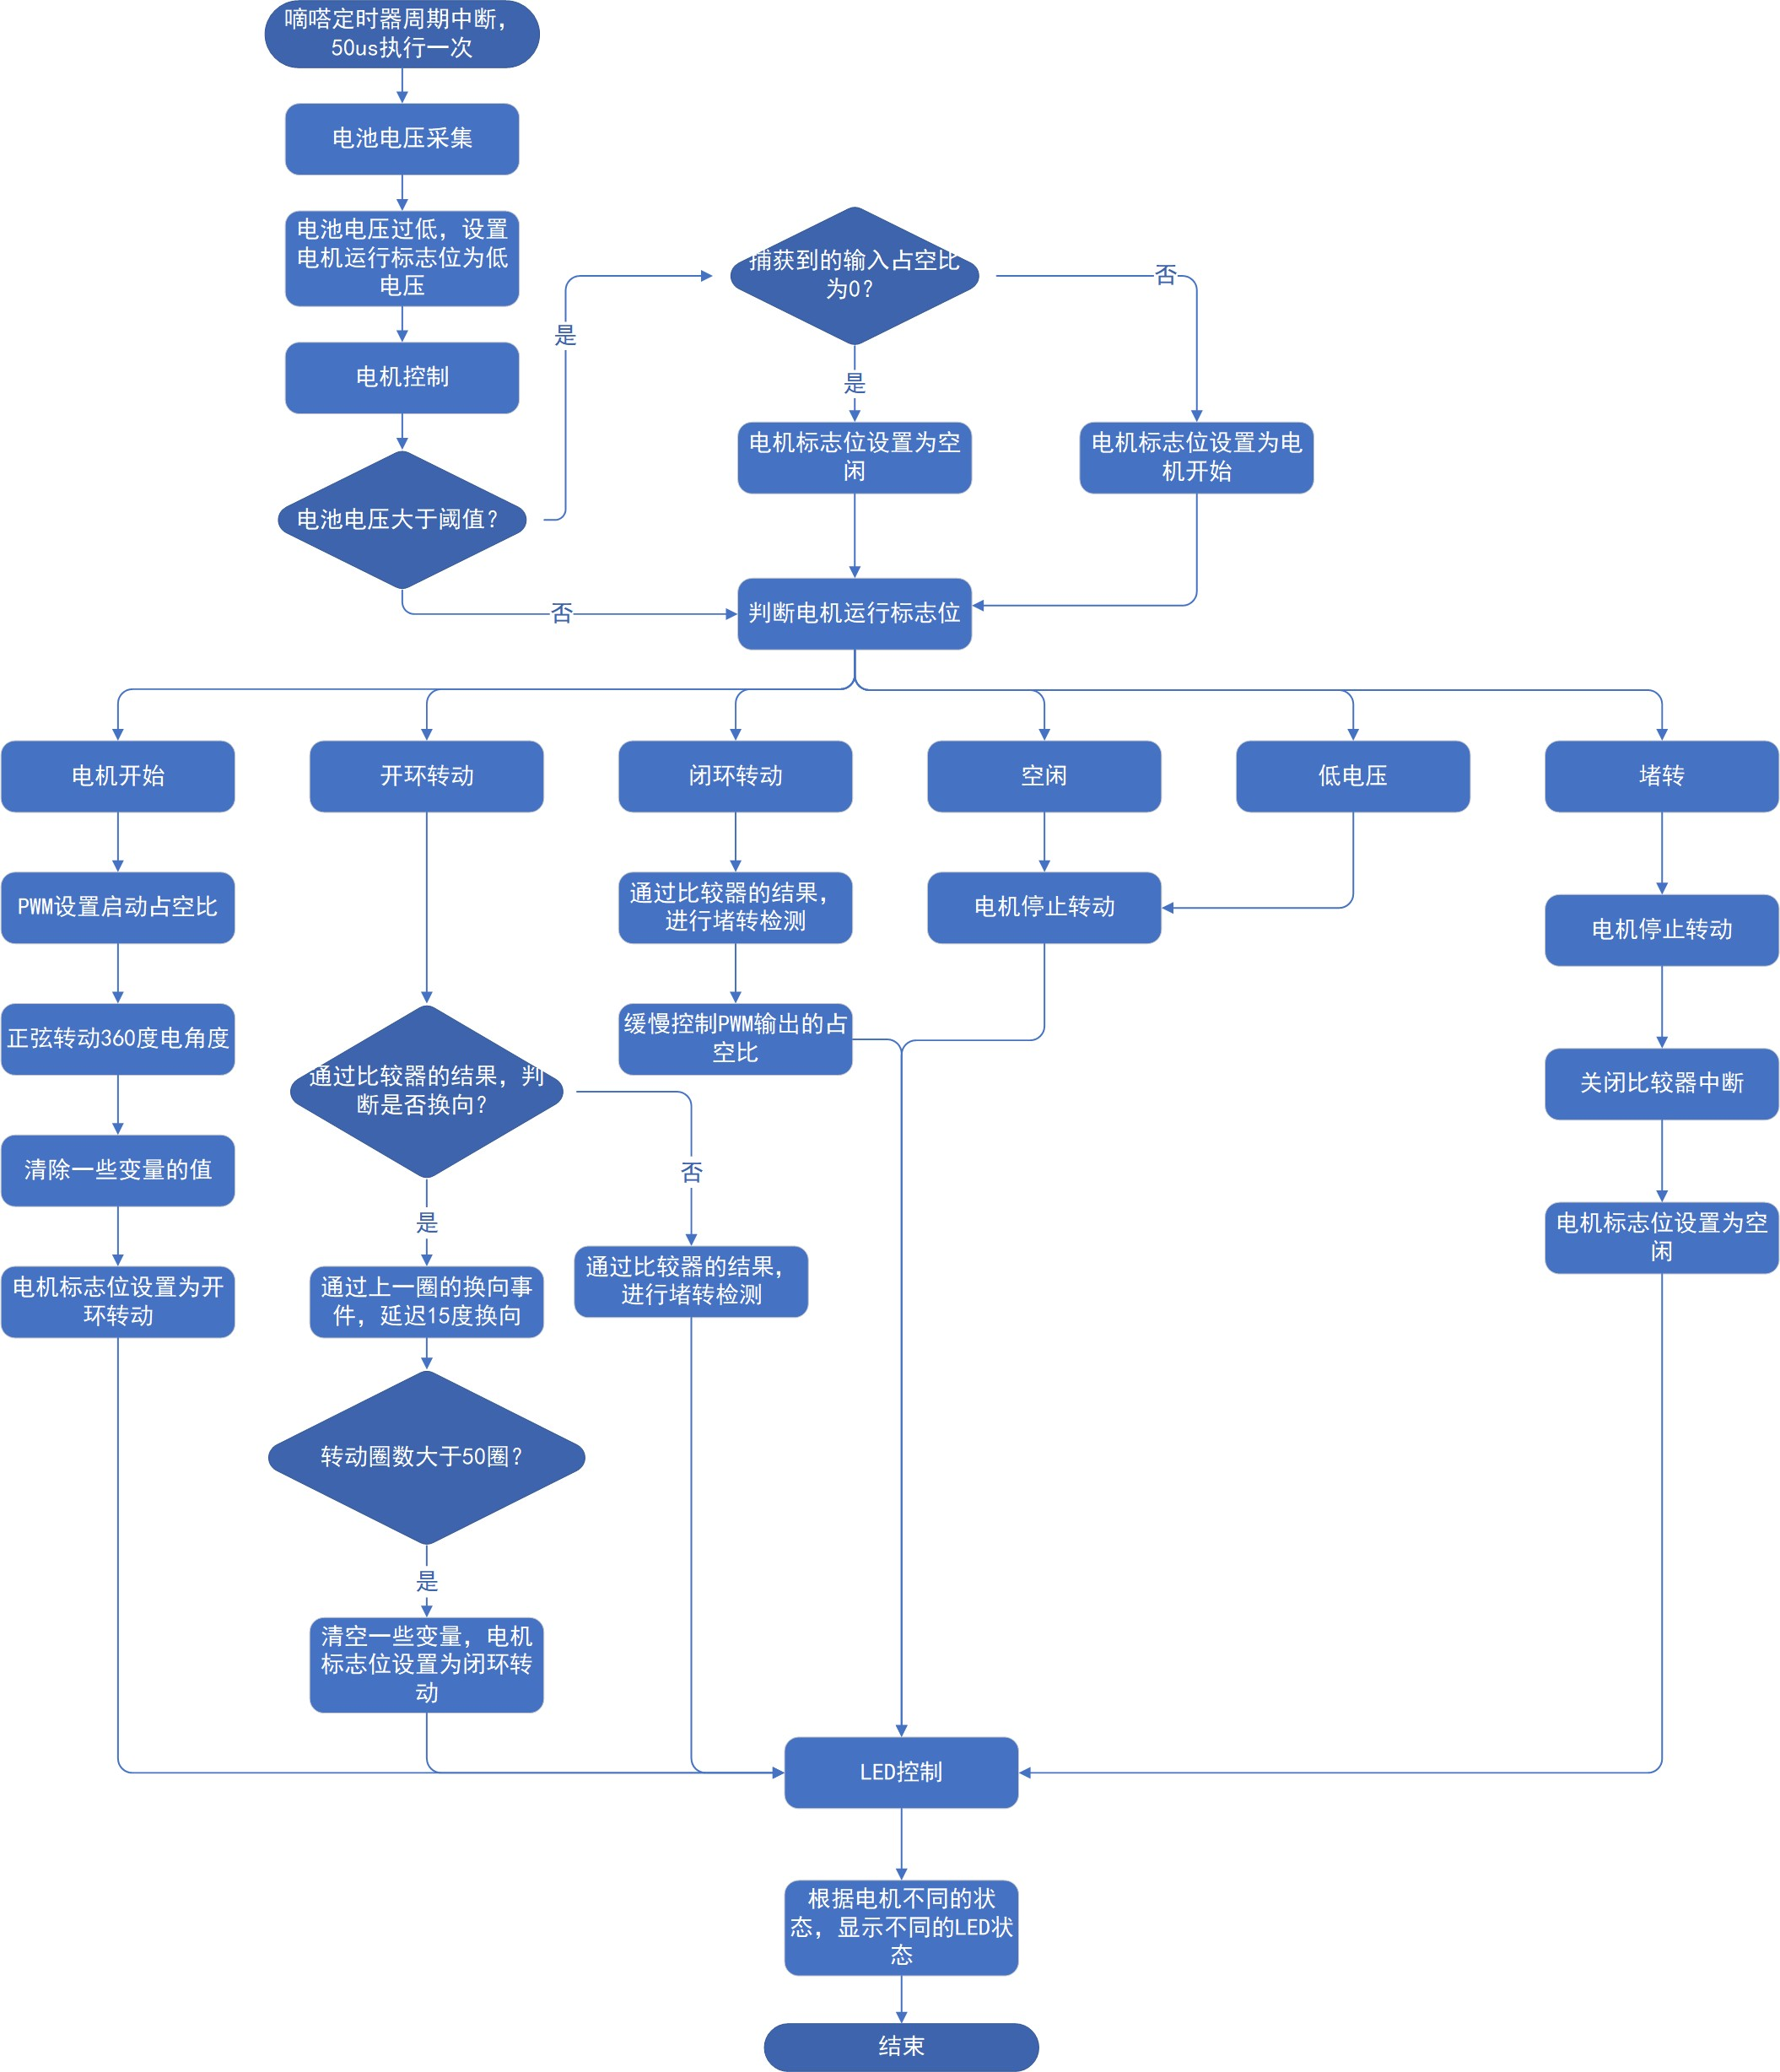 嘀嗒定时器周期中断，
50us执行一次
电池电压采集
电池电压过低，设置
电机运行标志位为低
电压
电机控制
电池电压大于阈值？
是
否
捕获到的输入占空比
为0？
否
是
电机标志位设置为空
闲
电机标志位设置为电
机开始
判断电机运行标志位
电机开始
PWM设置启动占空比
正弦转动360度电角度
清除一些变量的值
电机标志位设置为开
环转动
开环转动
通过比较器的结果，判
断是否换向？
是
否
通过上一圈的换向事
件，延迟15度换向
转动圈数大于50圈？
是
清空一些变量，电机
标志位设置为闭环转
动
通过比较器的结果，
进行堵转检测
闭环转动
通过比较器的结果，
进行堵转检测
缓慢控制PWM输出的占
空比
空闲
电机停止转动
低电压
堵转
电机停止转动
关闭比较器中断
电机标志位设置为空
闲
LED控制
根据电机不同的状
态，显示不同的LED状
态
结束